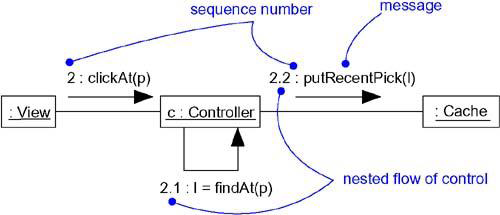 sequence number
message
2 : clickAt(p)
2.2 : putRecentPick(l)
: View
c : Controller
: Cache
2.1 : l = findAt(p)
nested flow of control